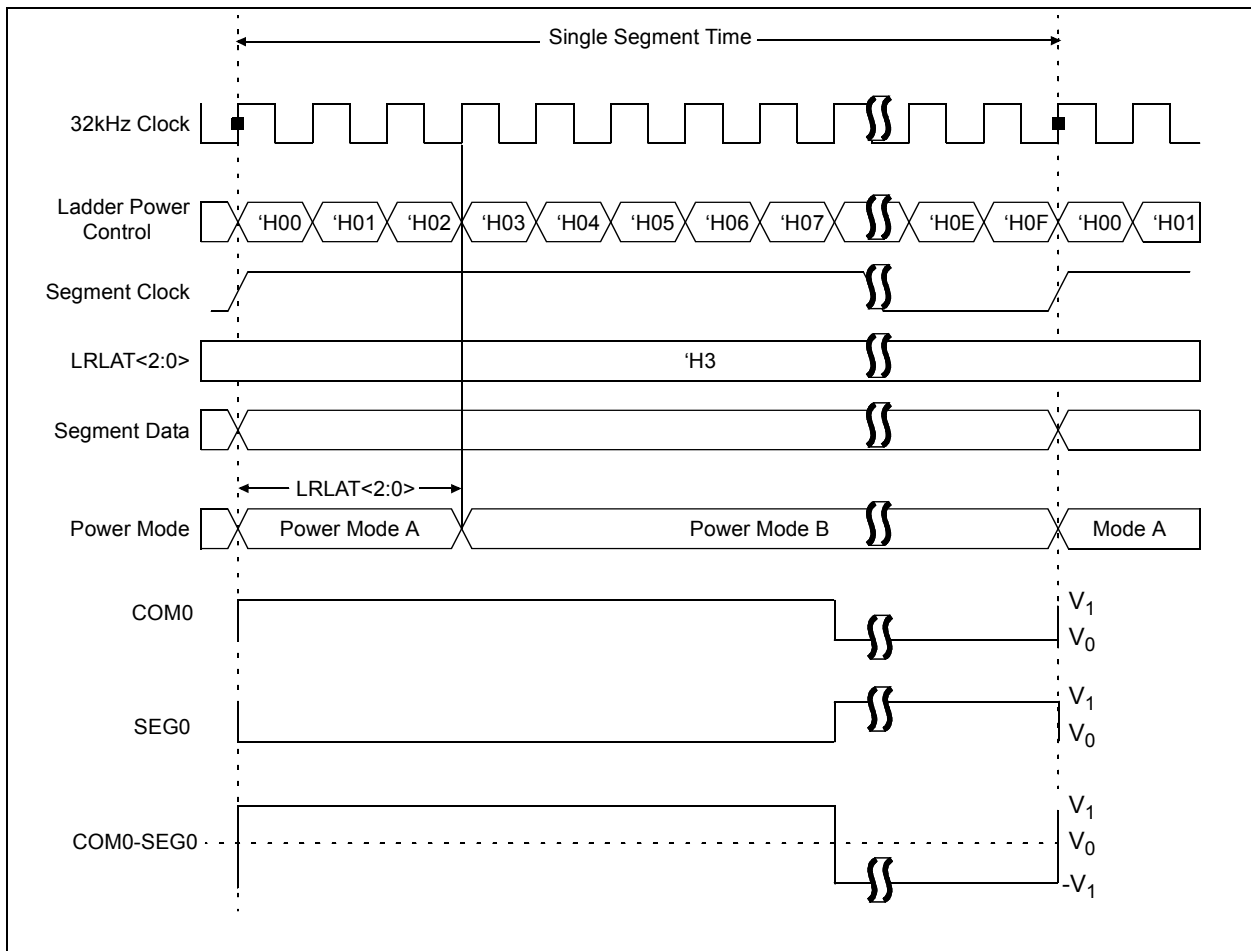 Single Segment Time
32kHz Clock
Ladder Power
Control
‘H00 ‘H01 ‘H02 ‘H03 ‘H04 ‘H05 ‘H06 ‘H07 ‘H0E ‘H0F ‘H00 ‘H01
Segment Clock
LRLAT<2:0>
‘H3
Segment Data
LRLAT<2:0>
Power Mode
Power Mode A
Power Mode B
Mode A
COM0
V1
V0
SEG0
V1
V0
COM0-SEG0
V1
V0
-V1